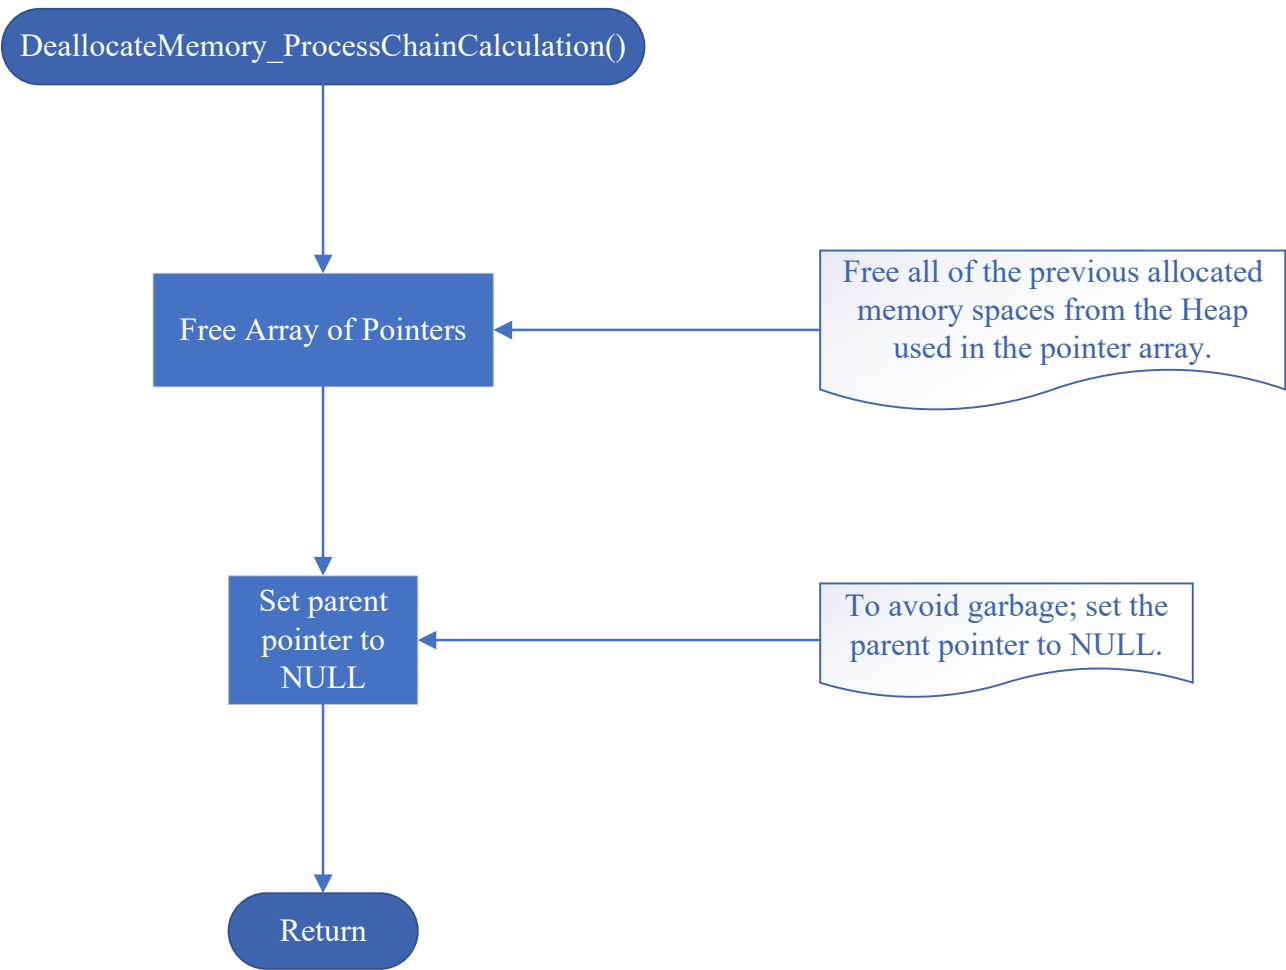 DeallocateMemory_ProcessChainCalculation()
Free Array of Pointers
Free all of the previous allocated
memory spaces from the Heap
used in the pointer array.
Set parent
pointer to
NULL
To avoid garbage; set the
parent pointer to NULL.
Return